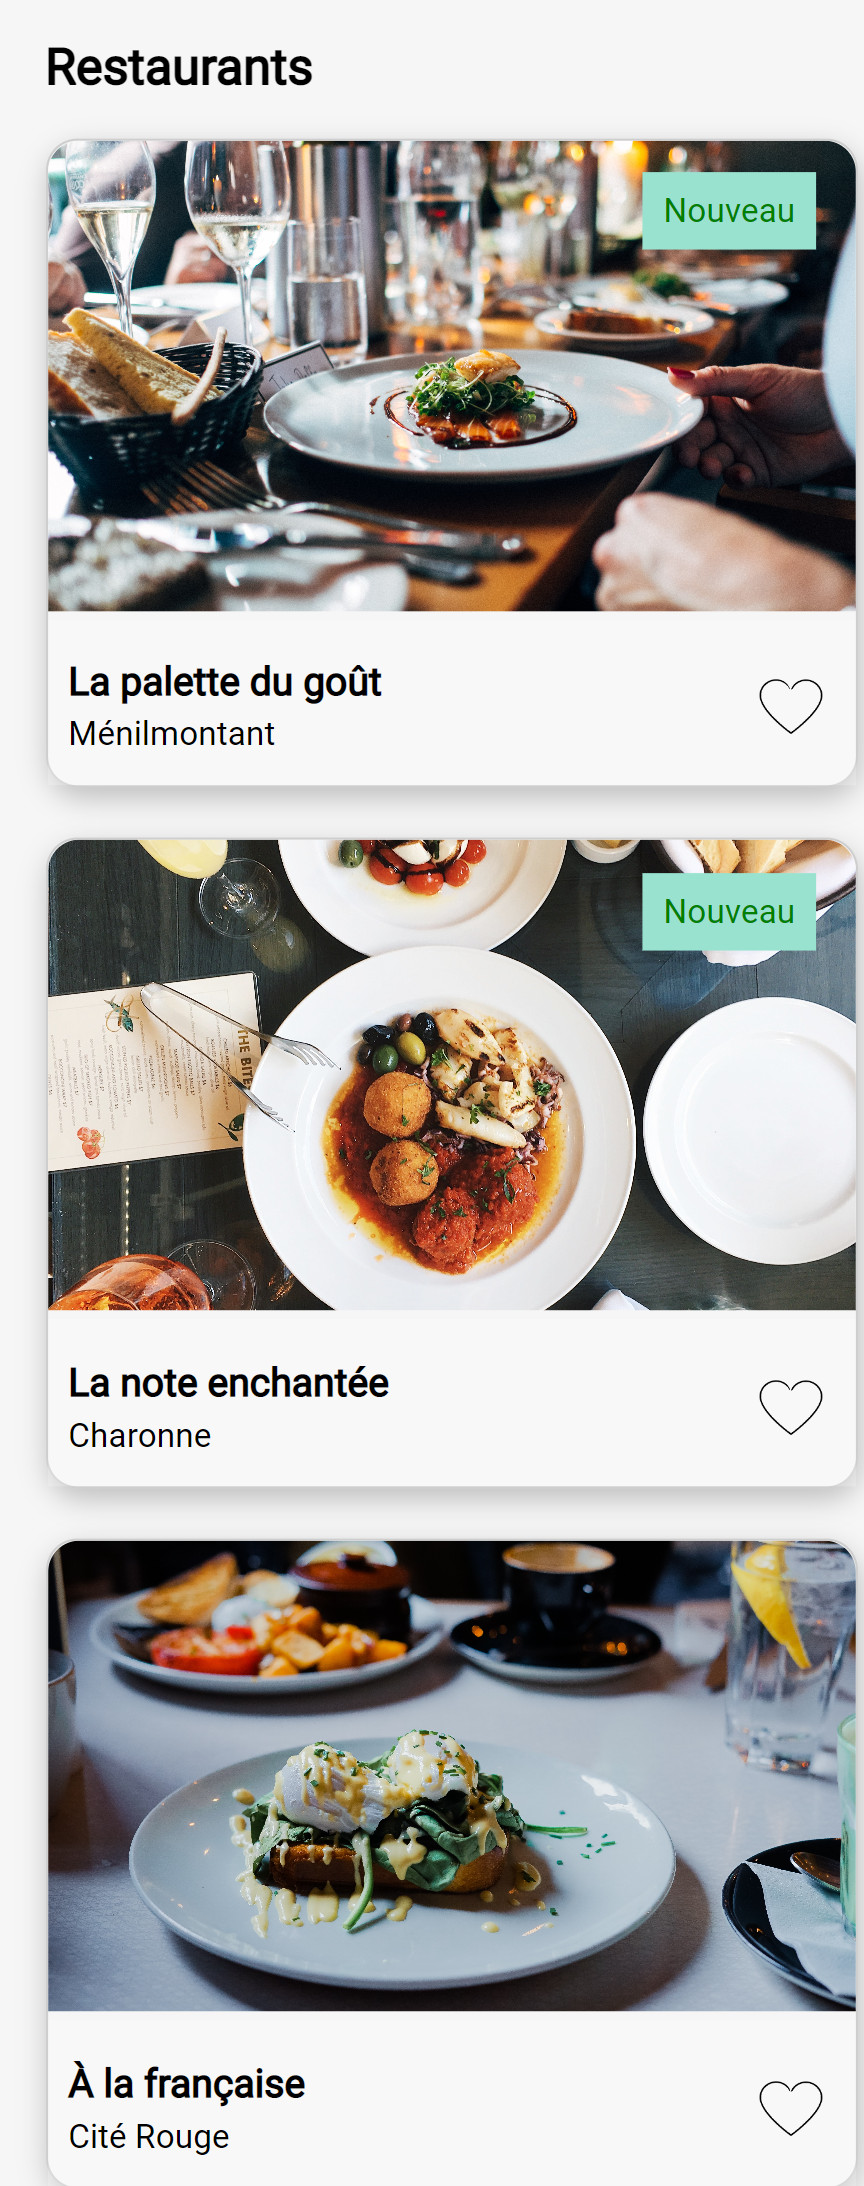 Restaurants
Nouveau
La palette du goût
Ménilmontant
Nouveau
THE BITE
La note enchantée
Charonne
À la française
Cité Rouge